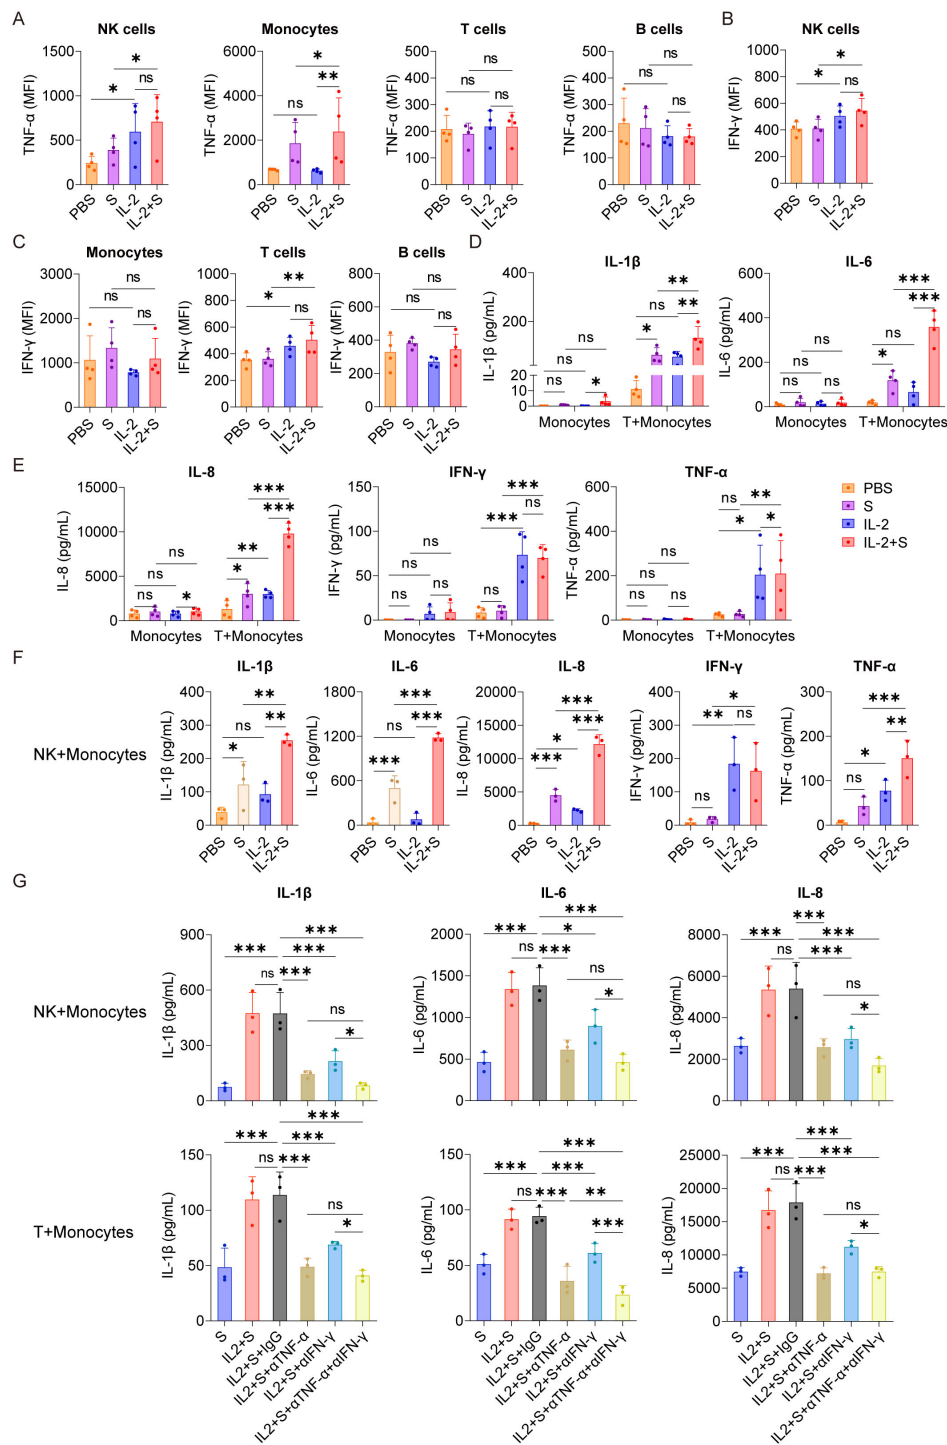 A
B
NK cells
Monocytes
T cells
B cells
NK cells
TNF-α (MFI)
1500
1000
500
0
*
*
ns
PBS
S
IL-2
IL-2+S
TNF-α (MFI)
6000
4000
2000
0
*
ns
**
PBS
S
IL-2
IL-2+S
TNF-α (MFI)
500
400
300
200
100
0
ns
ns
ns
PBS
S
IL-2
IL-2+S
TNF-α (MFI)
500
400
300
200
100
0
ns
ns
ns
PBS
S
IL-2
IL-2+S
IFN-γ (MFI)
1000
800
600
400
200
0
*
*
ns
PBS
S
IL-2
IL-2+S
C
D
Monocytes
T cells
B cells
IL-1β
IL-6
IFN-γ (MFI)
3000
2000
1000
0
ns
ns
ns
PBS
S
IL-2
IL-2+S
IFN-γ (MFI)
1000
800
600
400
200
0
**
*
ns
PBS
S
IL-2
IL-2+S
IFN-γ (MFI)
800
600
400
200
0
ns
ns
ns
PBS
S
IL-2
IL-2+S
IL-1β (pg/mL)
400
200
20
10
0
ns
ns
ns
*
**
ns
*
**
Monocytes
T+Monocytes
IL-6 (pg/mL)
600
400
200
0
ns
ns
ns
ns
***
ns
*
***
Monocytes
T+Monocytes
E
IL-8
IFN-γ
TNF-α
IL-8 (pg/mL)
15000
10000
5000
0
ns
ns
ns
*
***
***
**
*
Monocytes
T+Monocytes
IFN-γ (pg/mL)
150
100
50
0
ns
ns
ns
ns
***
***
ns
ns
Monocytes
T+Monocytes
TNF-α (pg/mL)
600
400
200
0
ns
ns
ns
ns
ns
**
*
*
Monocytes
T+Monocytes
PBS
S
IL-2
IL-2+S
F
NK+Monocytes
IL-1β
IL-6
IL-8
IFN-γ
TNF-α
IL-1β (pg/mL)
400
300
200
100
0
**
ns
**
*
PBS
S
IL-2
IL-2+S
IL-6 (pg/mL)
1800
1200
600
0
***
ns
***
***
PBS
S
IL-2
IL-2+S
IL-8 (pg/mL)
20000
15000
10000
5000
0
***
***
*
***
PBS
S
IL-2
IL-2+S
IFN-γ (pg/mL)
400
300
200
100
0
*
**
ns
ns
PBS
S
IL-2
IL-2+S
TNF-α (pg/mL)
300
200
100
0
***
**
*
ns
PBS
S
IL-2
IL-2+S
G
IL-1β
IL-6
IL-8
NK+Monocytes
IL-1β (pg/mL)
900
600
300
0
***
***
***
ns
***
ns
*
IL-6 (pg/mL)
2000
1500
1000
500
0
***
***
*
ns
***
ns
*
IL-8 (pg/mL)
8000
6000
4000
2000
0
***
***
***
ns
***
ns
*
T+Monocytes
IL-1β (pg/mL)
150
100
50
0
***
***
***
ns
***
ns
*
S
IL2+S
IL2+S+IgG
IL2+S+αTNF-α
IL2+S+αIFN-γ
IL2+S+αTNF-α+αIFN-γ
IL-6 (pg/mL)
150
100
50
0
***
***
***
ns
***
**
***
S
IL2+S
IL2+S+IgG
IL2+S+αTNF-α
IL2+S+αIFN-γ
IL2+S+αTNF-α+αIFN-γ
IL-8 (pg/mL)
25000
20000
15000
10000
5000
0
***
***
***
ns
***
ns
*
S
IL2+S
IL2+S+IgG
IL2+S+αTNF-α
IL2+S+αIFN-γ
IL2+S+αTNF-α+αIFN-γ